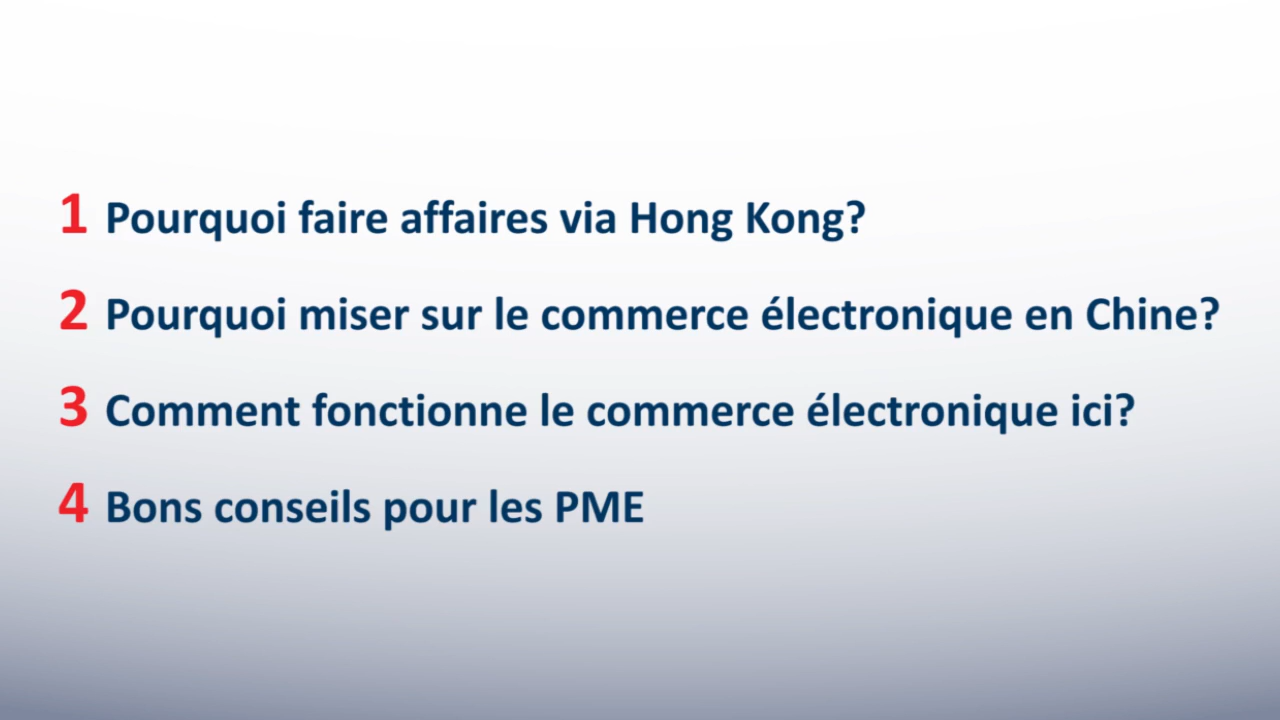 1 Pourquoi faire affaires via Hong Kong?
2 Pourquoi miser sur le commerce électronique en Chine?
3 Comment fonctionne le commerce électronique ici?
4 Bons conseils pour les PME